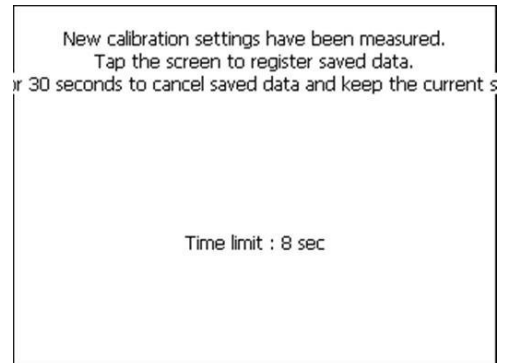 New calibration settings have been measured.
Tap the screen to register saved data.
r 30 seconds to cancel saved data and keep the current s
Time limit : 8 sec